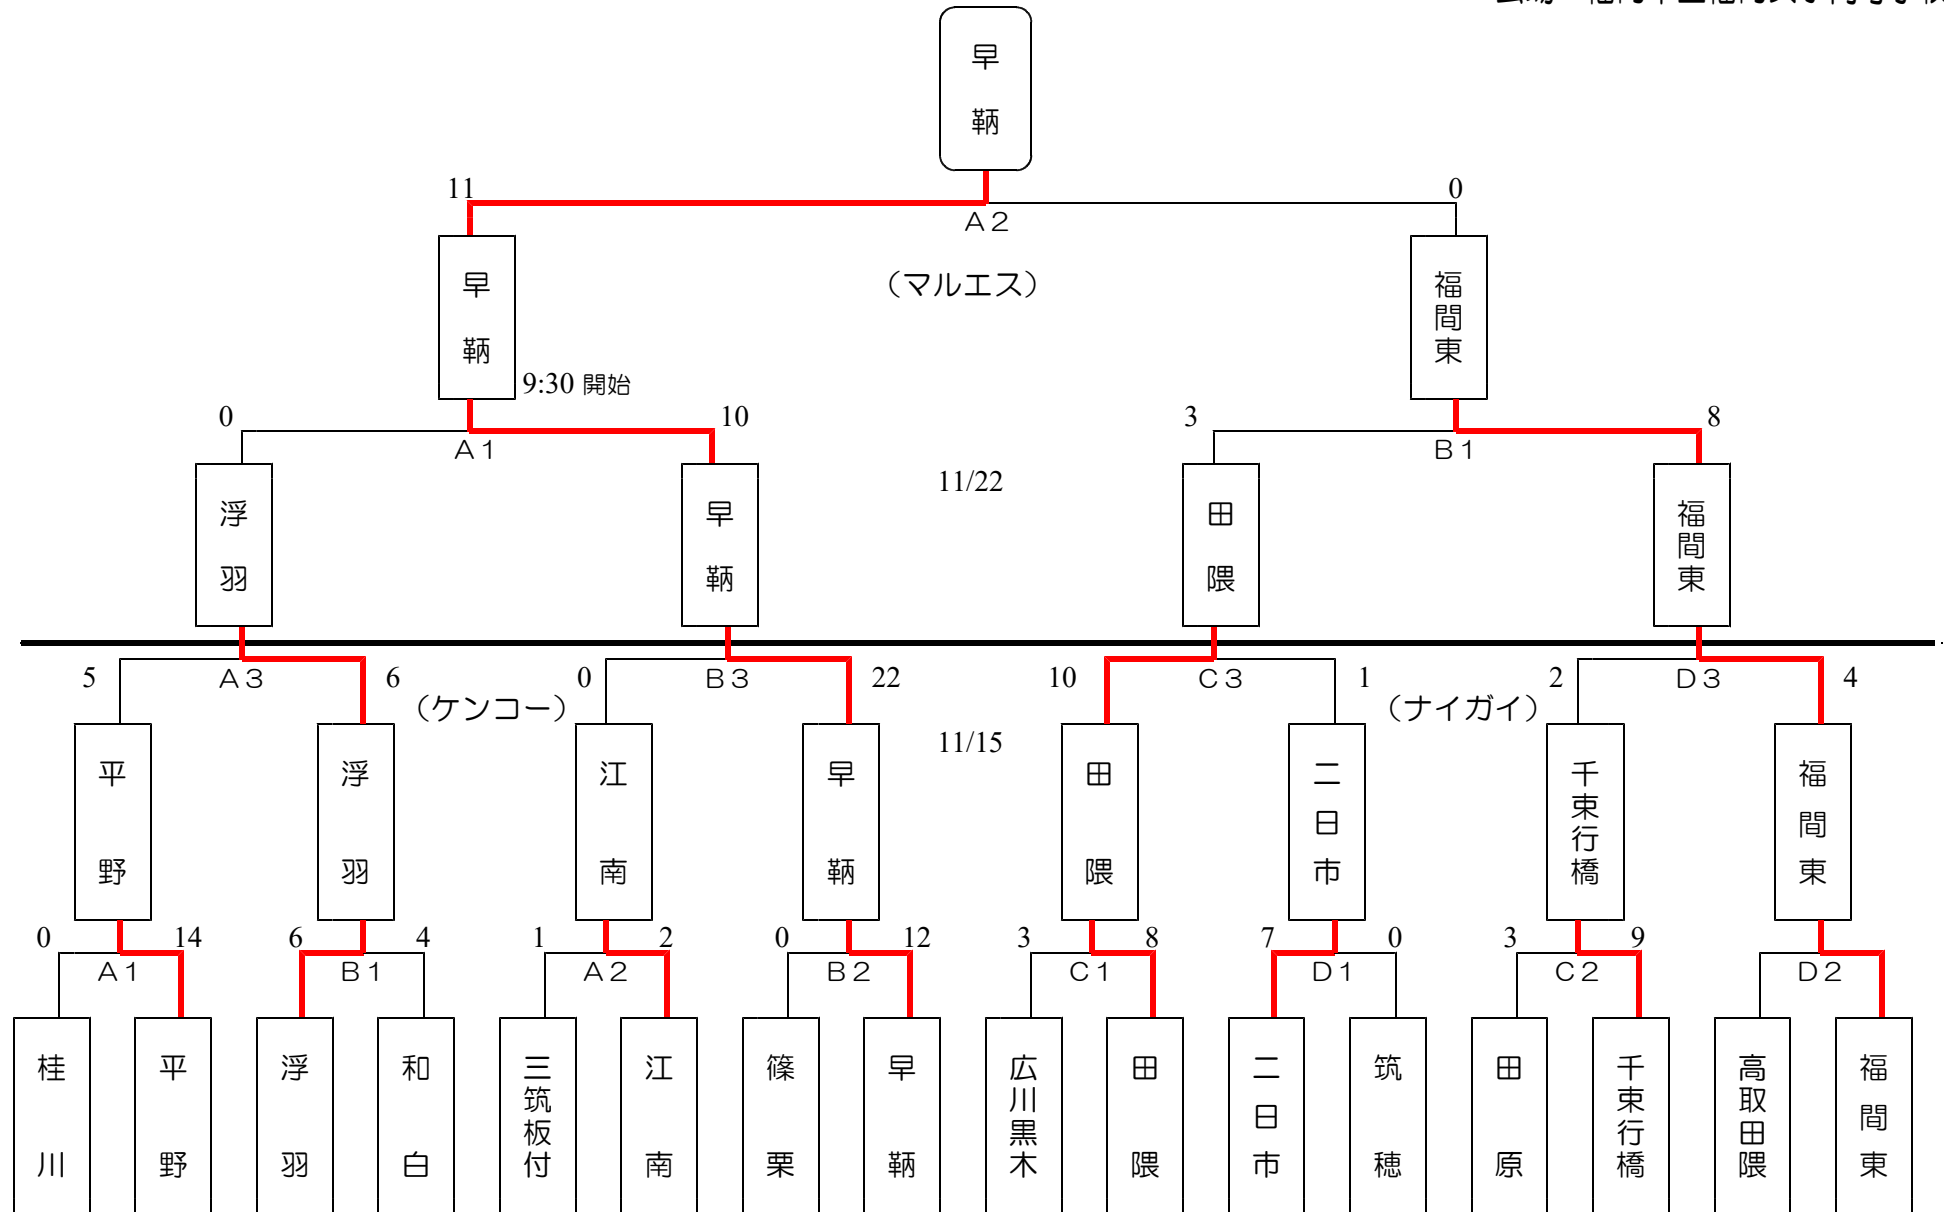 早鞆
11
0
A2
早鞆
(マルエス)
福間東
9:30 開始
0
10
3
8
A1
B1
浮羽
早鞆
11/22
田隈
福間東
5
A3
6
0
B3
22
10
C3
1
2
D3
4
(ケンコー)
(ナイガイ)
11/15
平野
浮羽
江南
早鞆
田隈
二日市
千束行橋
福間東
0
14
6
4
1
2
0
12
3
8
7
0
3
9
A1
B1
A2
B2
C1
D1
C2
D2
桂川
平野
浮羽
和白
三筑板付
江南
篠栗
早鞆
広川黒木
田隈
二日市
筑穂
田原
千束行橋
高取田隈
福間東